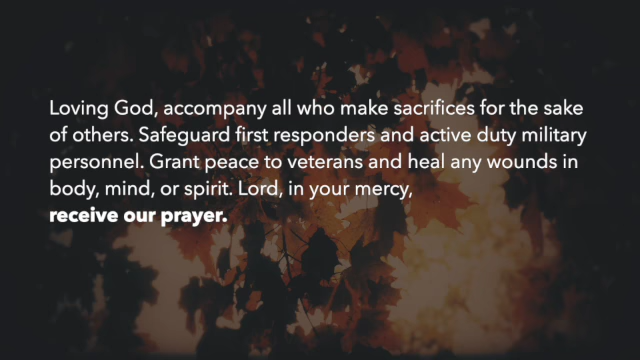 Loving God, accompany all who make sacrifices for the sake
of others. Safeguard first responders and active duty military
personnel. Grant peace to veterans and heal any wounds in
body, mind, or spirit. Lord, in your mercy,
receive our prayer.